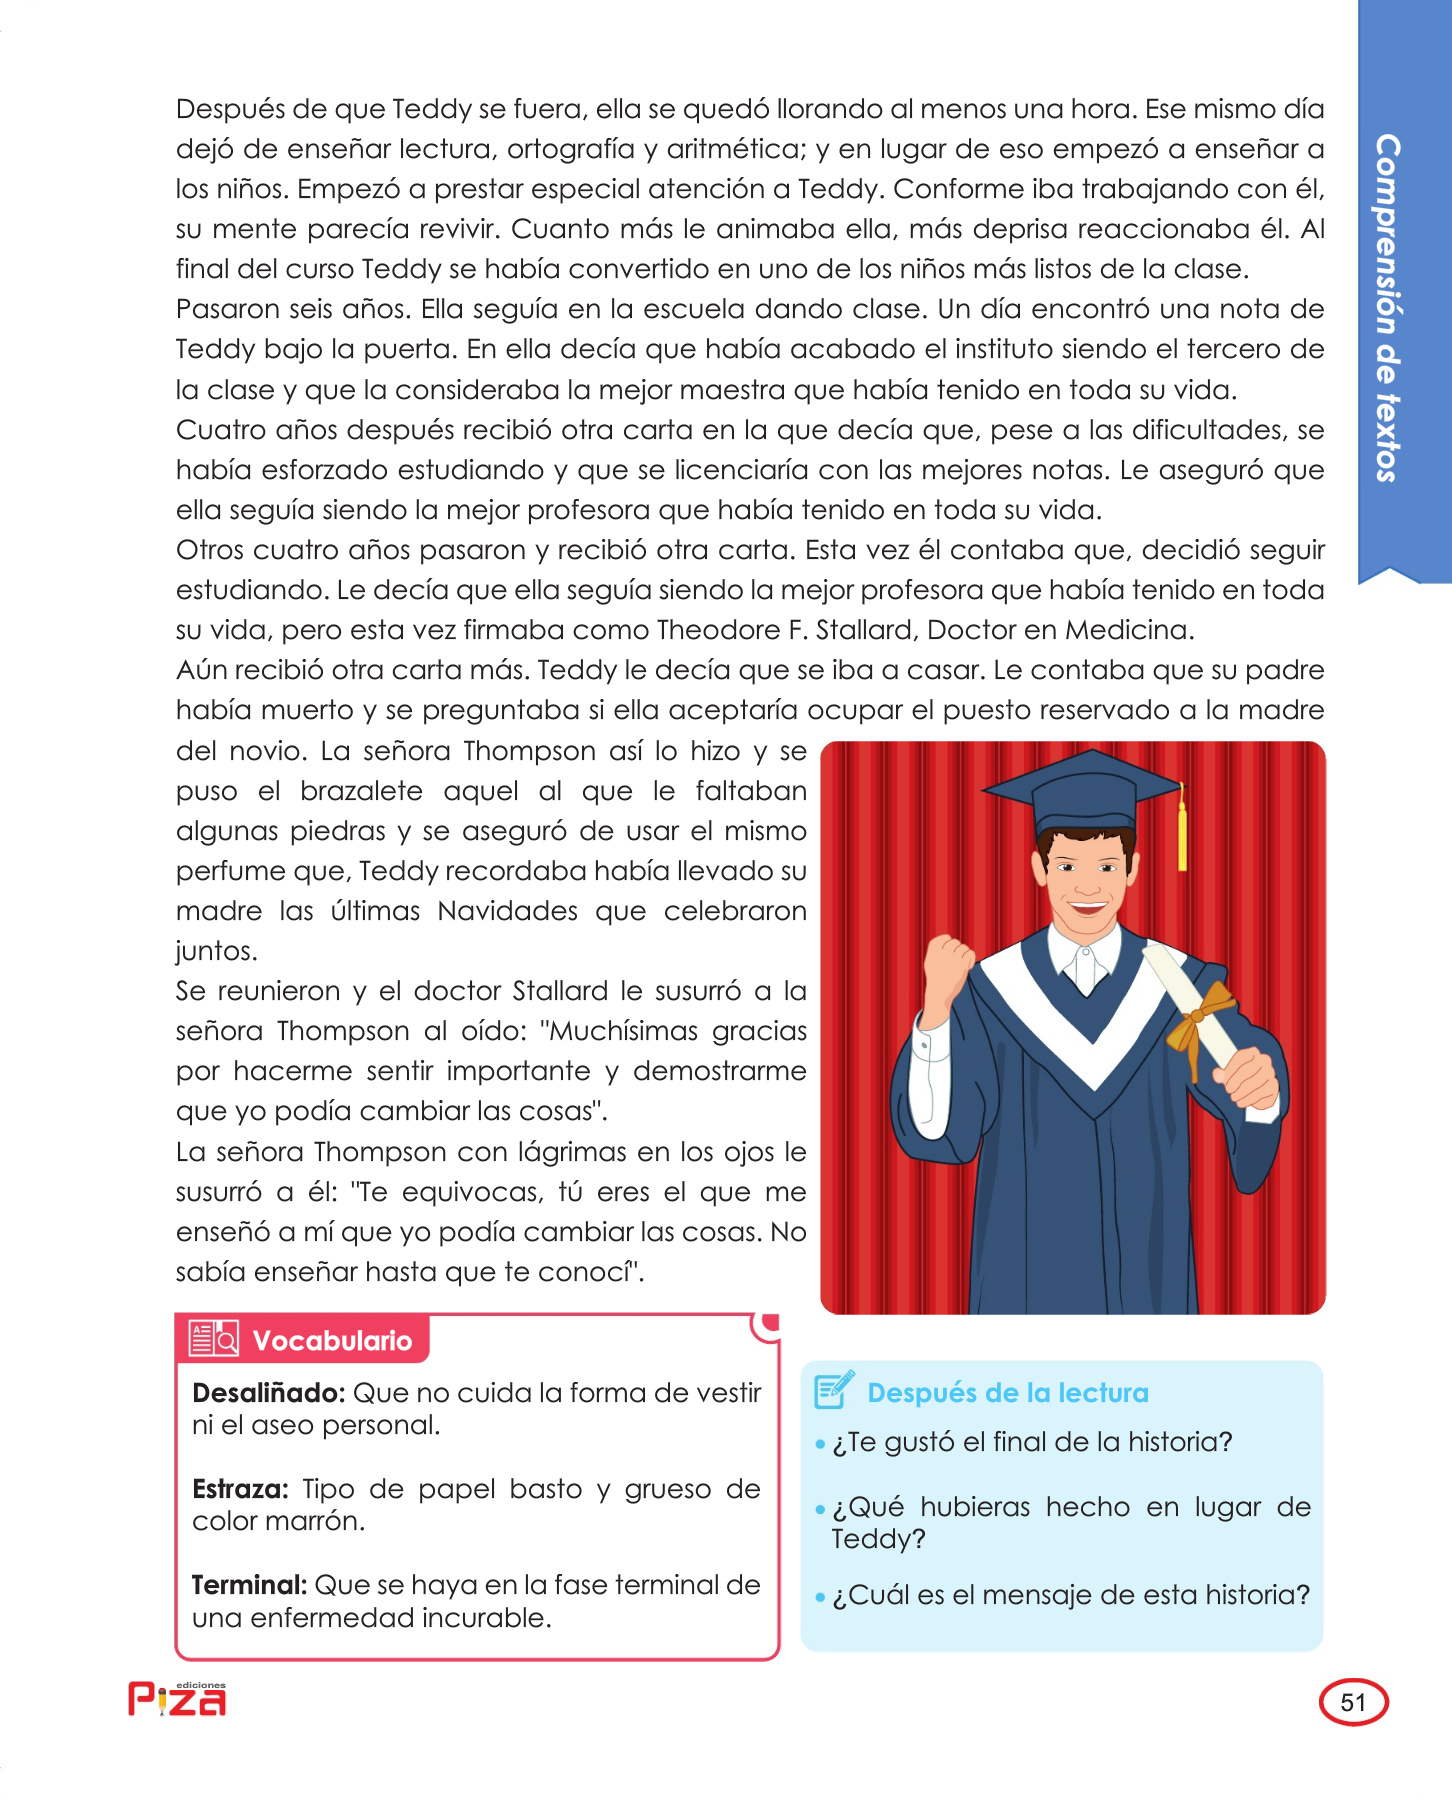 Después de que Teddy se fuera, ella se quedó llorando al menos una hora. Ese mismo día
dejó de enseñar lectura, ortografía y aritmética; y en lugar de eso empezó a enseñar a
los niños. Empezó a prestar especial atención a Teddy. Conforme iba trabajando con él,
su mente parecía revivir. Cuanto más le animaba ella, más deprisa reaccionaba él. Al
final del curso Teddy se había convertido en uno de los niños más listos de la clase.
Pasaron seis años. Ella seguía en la escuela dando clase. Un día encontró una nota de
Teddy bajo la puerta. En ella decía que había acabado el instituto siendo el tercero de
la clase y que la consideraba la mejor maestra que había tenido en toda su vida.
Cuatro años después recibió otra carta en la que decía que, pese a las dificultades, se
había esforzado estudiando y que se licenciaría con las mejores notas. Le aseguró que
ella seguía siendo la mejor profesora que había tenido en toda su vida.
Otros cuatro años pasaron y recibió otra carta. Esta vez él contaba que, decidió seguir
estudiando. Le decía que ella seguía siendo la mejor profesora que había tenido en toda
su vida, pero esta vez firmaba como Theodore F. Stallard, Doctor en Medicina.
Aún recibió otra carta más. Teddy le decía que se iba a casar. Le contaba que su padre
había muerto y se preguntaba si ella aceptaría ocupar el puesto reservado a la madre
del novio. La señora Thompson así lo hizo y se
puso el brazalete aquel al que le faltaban
algunas piedras y se aseguró de usar el mismo
perfume que, Teddy recordaba había llevado su
madre las últimas Navidades que celebraron
juntos.
Se reunieron y el doctor Stallard le susurró a la
señora Thompson al oído: "Muchísimas gracias
por hacerme sentir importante y demostrarme
que yo podía cambiar las cosas".
La señora Thompson con lágrimas en los ojos le
susurró a él: "Te equivocas, tú eres el que me
enseñó a mí que yo podía cambiar las cosas. No
sabía enseñar hasta que te conocí".
Comprensión de textos
Vocabulario
Desaliñado: Que no cuida la forma de vestir
ni el aseo personal.
Estraza: Tipo de papel basto y grueso de
color marrón.
Terminal: Que se haya en la fase terminal de
una enfermedad incurable.
Después de la lectura
• ¿Te gustó el final de la historia?
• ¿Qué hubieras hecho en lugar de
Teddy?
• ¿Cuál es el mensaje de esta historia?
ediciones
Piza
51